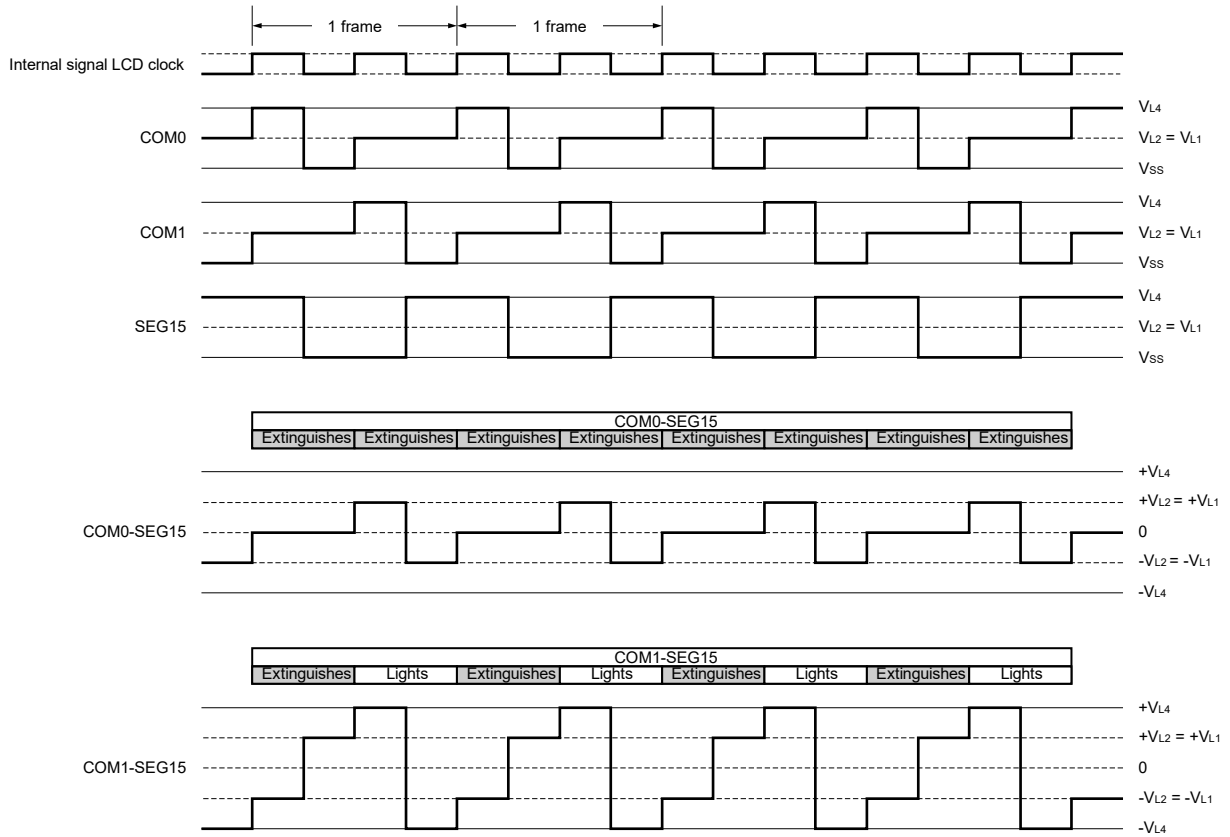 1 frame 1 frame
Internal signal LCD clock
VL4
COM0 VL2 = VL1
VSS
VL4
COM1 VL2 = VL1
VSS
VL4
SEG15 VL2 = VL1
VSS
COM0-SEG15
Extinguishes Extinguishes Extinguishes Extinguishes Extinguishes Extinguishes Extinguishes Extinguishes
+VL4
+VL2 = +VL1
COM0-SEG15 0
-VL2 = -VL1
-VL4
COM1-SEG15
Extinguishes Lights Extinguishes Lights Extinguishes Lights Extinguishes Lights
+VL4
+VL2 = +VL1
COM1-SEG15 0
-VL2 = -VL1
-VL4